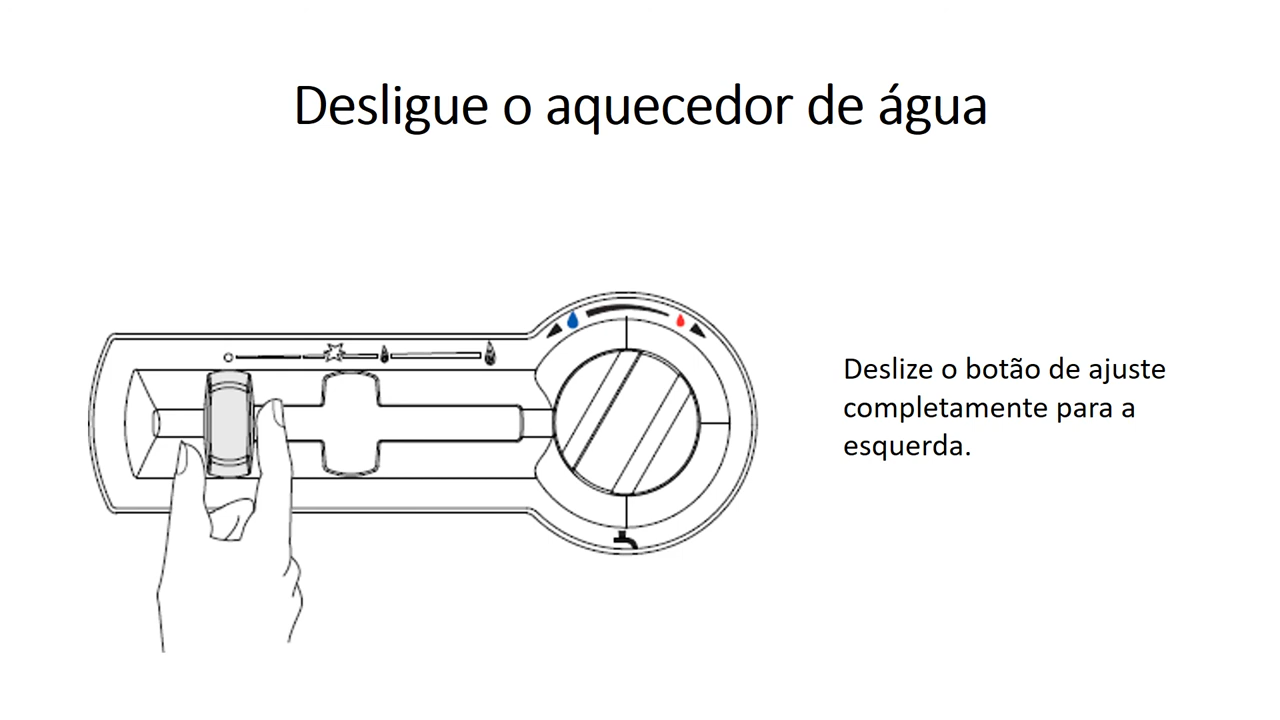 Desligue o aquecedor de água
Deslize o botão de ajuste
completamente para a
esquerda.